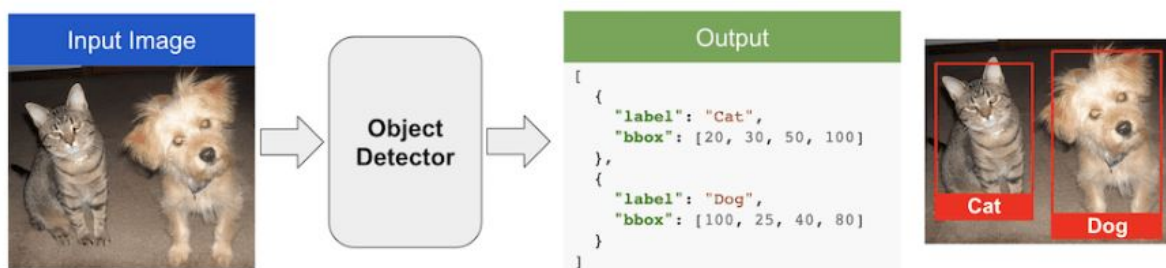 Input Image
Object
Detector
Output
[
{
"label": "Cat",
"bbox": [20, 30, 50, 100]
},
{
"label": "Dog",
"bbox": [100, 25, 40, 80]
}
]
Cat
Dog